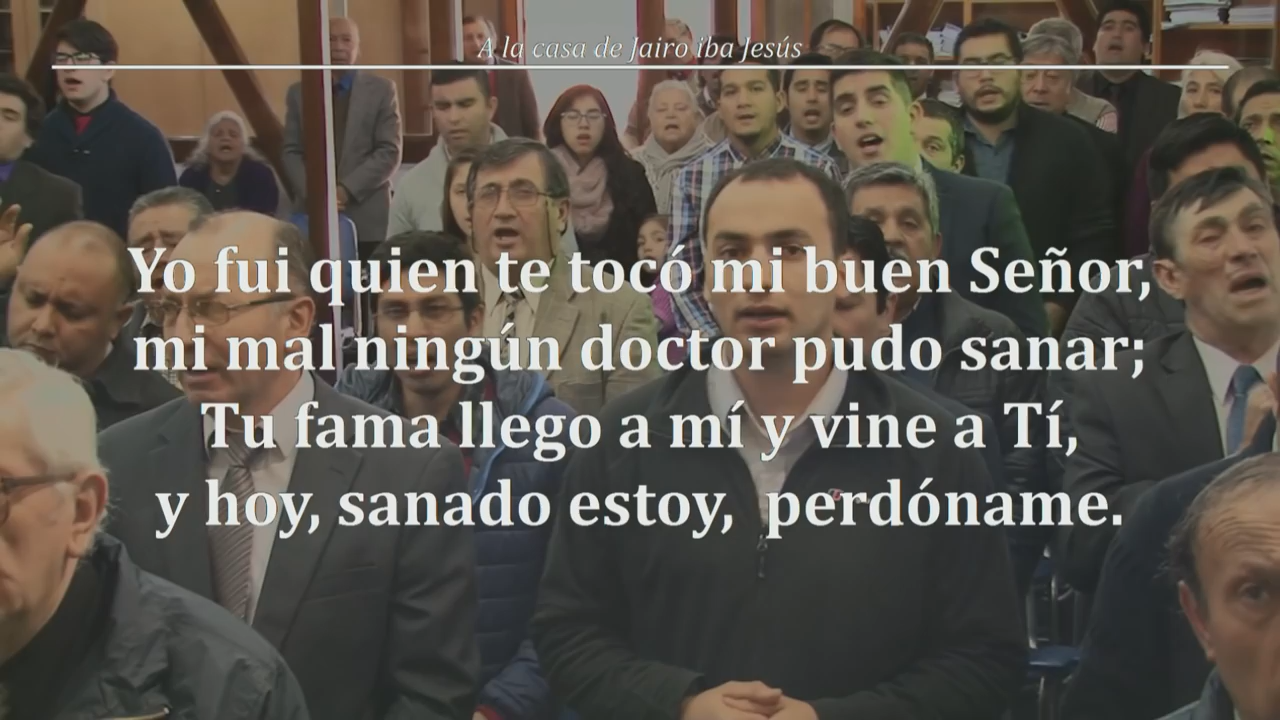 A la casa de Jairo iba Jesús
Yo fui quien te tocó mi buen Señor,
mi mal ningún doctor pudo sanar;
Tu fama llego a mí y vine a Tí,
y hoy, sanado estoy, perdóname.